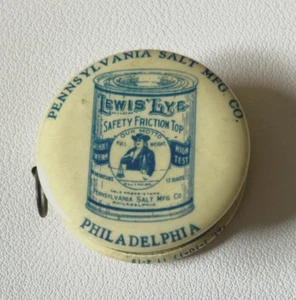 PENNSYLVANIA SALT MFG. CO.
LEWIS' LYE
SAFETY FRICTION TOP
OUR MOTTO
FULL WEIGHT
HIGH TEST
PENNSYLVANIA SALT MFG CO
PHILADELPHIA
PHILADELPHIA